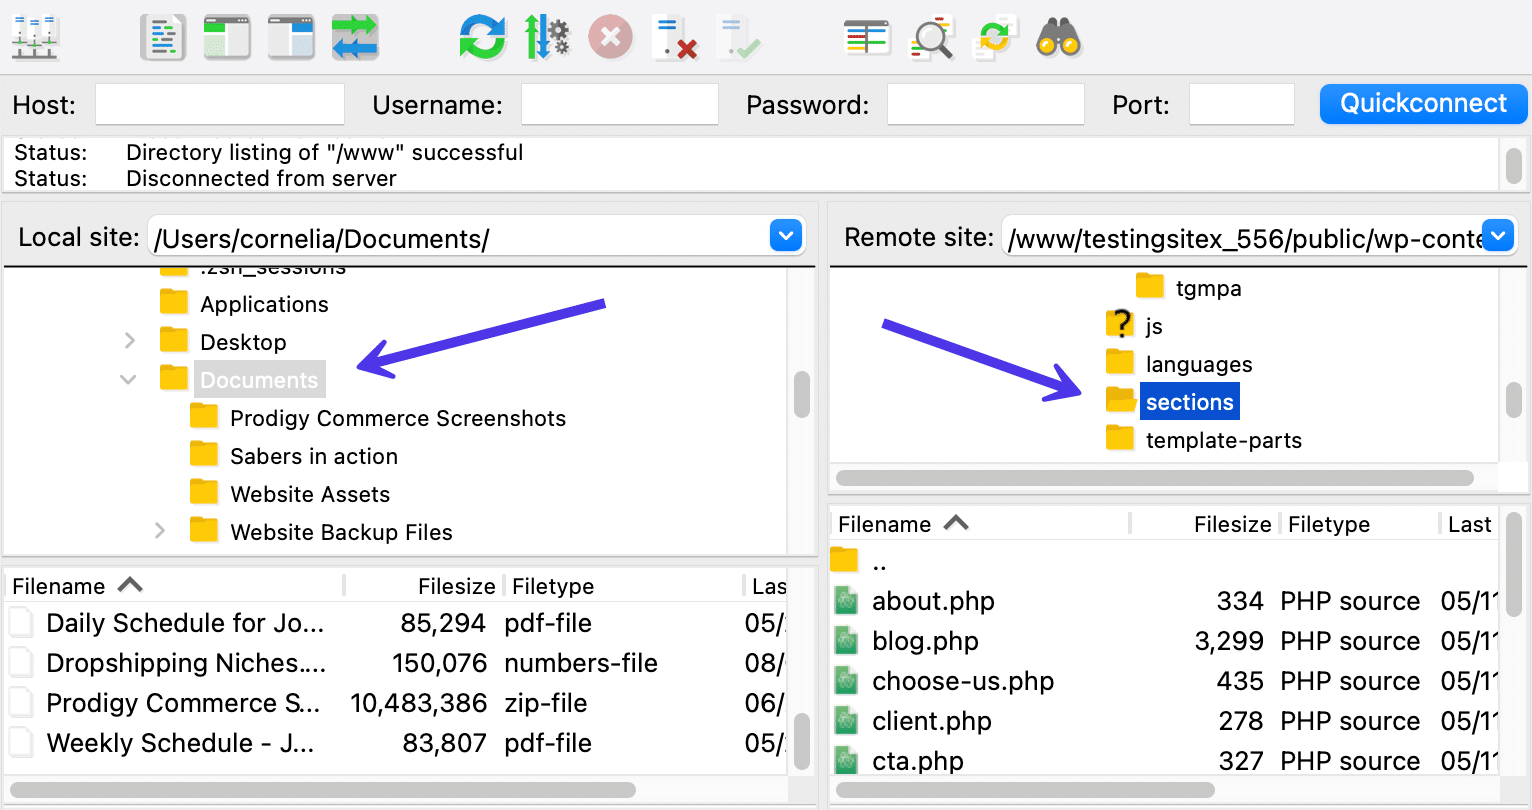 Host: Username: Password: Port: Quickconnect
Status: Directory listing of "/www" successful
Status: Disconnected from server
Local site: /Users/cornelia/Documents/
.zsh_sessions
Applications
Desktop
Documents
Prodigy Commerce Screenshots
Sabers in action
Website Assets
Website Backup Files
Filename Filesize Filetype Las
Daily Schedule for Jo... 85,294 pdf-file 05/
Dropshipping Niches.... 150,076 numbers-file 08/
Prodigy Commerce S... 10,483,386 zip-file 06/
Weekly Schedule - J... 83,807 pdf-file 05/
Remote site: /www/testingsitex_556/public/wp-conte
tgmpa
? js
languages
sections
template-parts
Filename Filesize Filetype Last
..
about.php 334 PHP source 05/11
blog.php 3,299 PHP source 05/11
choose-us.php 435 PHP source 05/11
client.php 278 PHP source 05/11
cta.php 327 PHP source 05/11